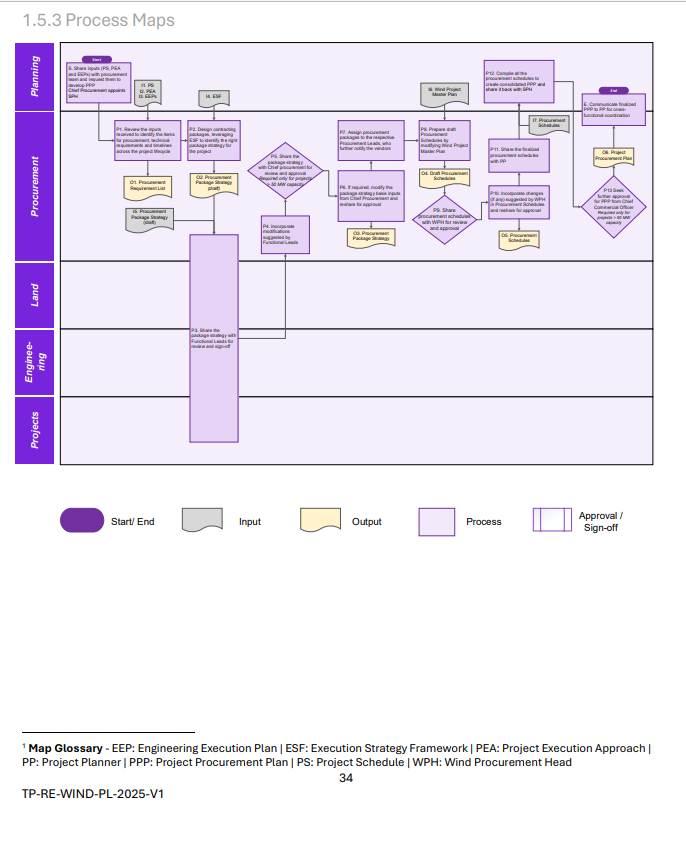 1.5.3 Process Maps
Planning
Procurement
Land
Enginee-
ring
Projects
Start
S. Share inputs (PS, PEA
and EEPs) with procurement
team and request them to
develop PPP
Chief Procurement appoints
SPH
I1. PS
I2. PEA
I3. EEPs
I4. ESF
P1. Review the inputs
received to identify the items
for procurement, technical
requirements and timelines
across the project lifecycle
O1. Procurement
Requirement List
I5. Procurement
Package Strategy
(draft)
P2. Design contracting
packages, leveraging
ESF to identify the right
package strategy for
the project
O2. Procurement
Package Strategy
(draft)
P3. Share the
package strategy with
Functional Leads for
review and sign-off
P4. Incorporate
modifications
suggested by
Functional Leads
P5. Share the
package strategy
with Chief procurement for
review and approval
Required only for projects
> 50 MW capacity
P7. Assign procurement
packages to the respective
Procurement Leads, who
further notify the vendors
P6. If required, modify the
package strategy basis inputs
from Chief Procurement and
reshare for approval
O3. Procurement
Package Strategy
I6. Wind Project
Master Plan
P8. Prepare draft
Procurement
Schedules by
modifying Wind Project
Master Plan
O4. Draft Procurement
Schedules
P9. Share
procurement schedules
with WPH for review
and approval
P12. Compile all the
procurement schedules to
create consolidated PPP and
share it back with SPH
I7. Procurement
Schedules
P11. Share the finalized
procurement schedules
with PP
P10. Incorporate changes
(if any) suggested by WPH
in Procurement Schedules
and reshare for approval
O5. Procurement
Schedules
End
E. Communicate finalized
PPP to PP for cross-
functional coordination
O6. Project
Procurement Plan
P13 Seek
further approval
for PPP from Chief
Commercial Officer
Required only for
projects > 50 MW
capacity
Start/ End
Input
Output
Process
Approval /
Sign-off
1 Map Glossary - EEP: Engineering Execution Plan | ESF: Execution Strategy Framework | PEA: Project Execution Approach |
PP: Project Planner | PPP: Project Procurement Plan | PS: Project Schedule | WPH: Wind Procurement Head
34
TP-RE-WIND-PL-2025-V1